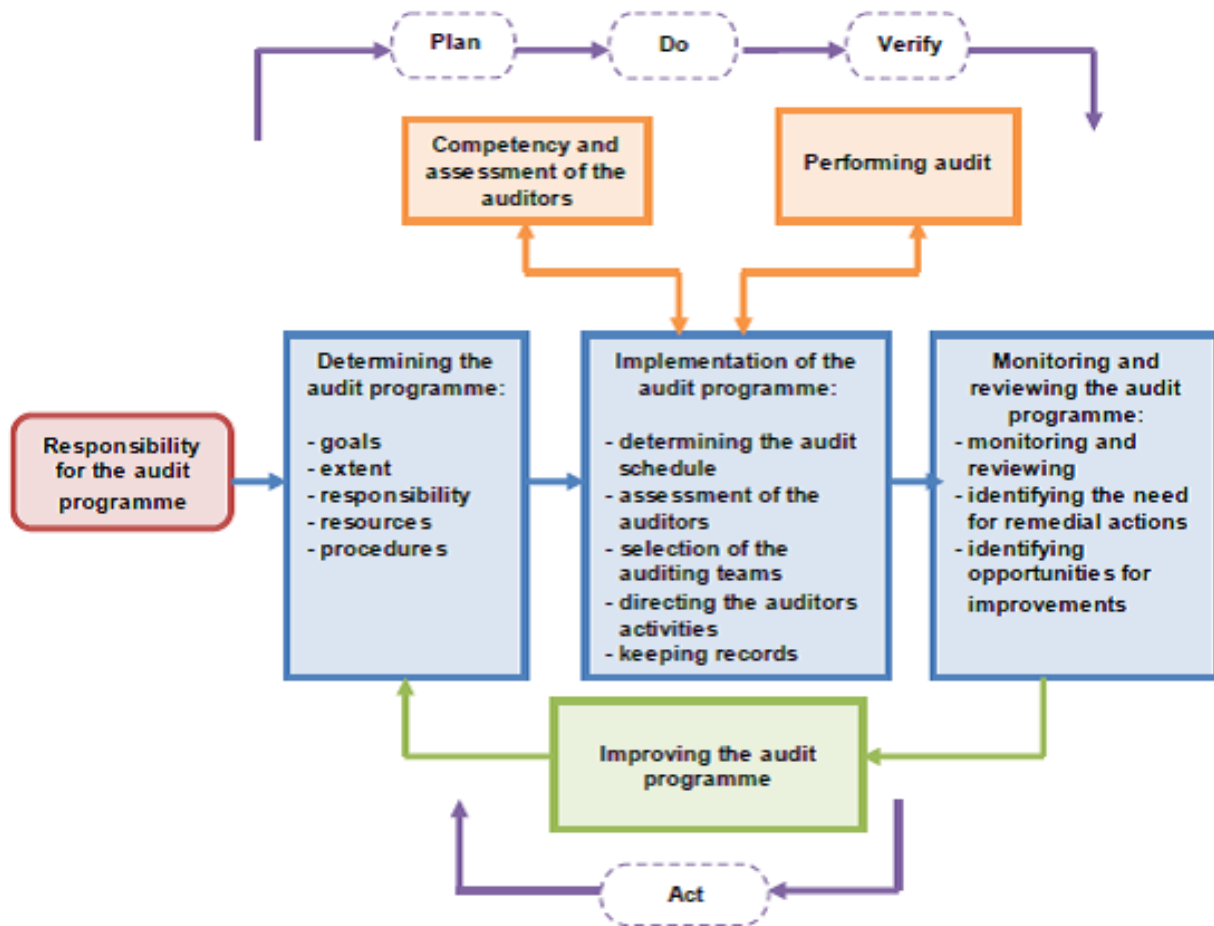 Plan
Do
Verify
Competency and
assessment of the
auditors
Performing audit
Responsibility
for the audit
programme
Determining the
audit programme:
- goals
- extent
- responsibility
- resources
- procedures
Implementation of the
audit programme:
- determining the audit
schedule
- assessment of the
auditors
- selection of the
auditing teams
- directing the auditors
activities
- keeping records
Monitoring and
reviewing the audit
programme:
- monitoring and
reviewing
- identifying the need
for remedial actions
- identifying
opportunities for
improvements
Improving the audit
programme
Act